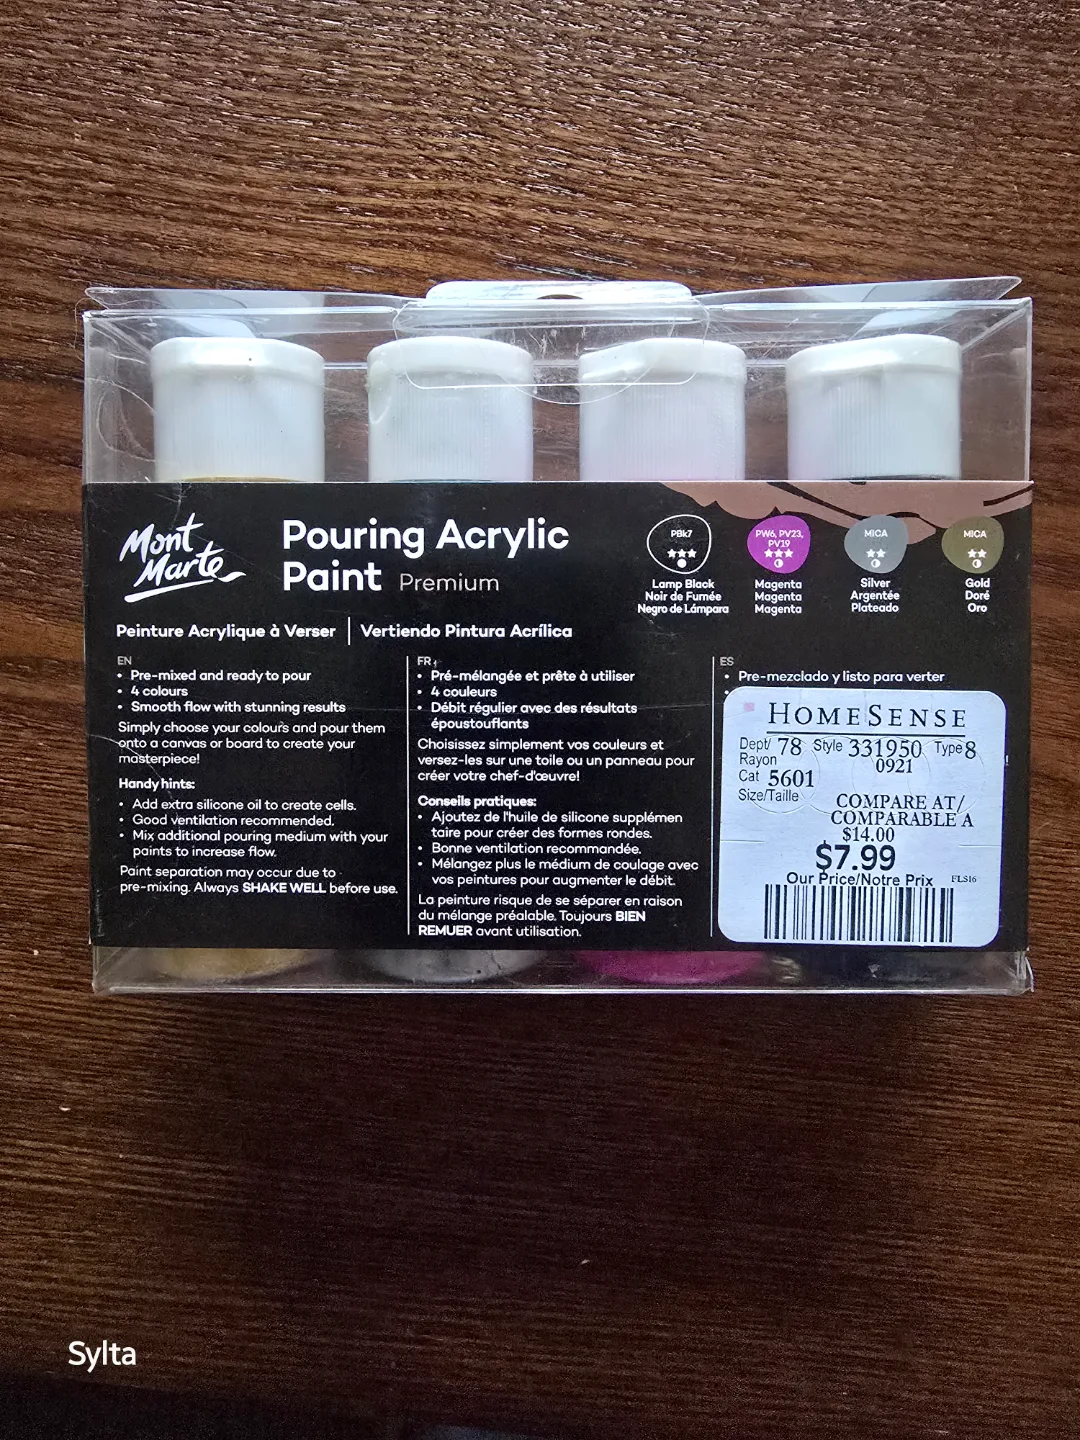 Mont
Marte
Pouring Acrylic
Paint Premium
Peinture Acrylique à Verser | Vertiendo Pintura Acrílica
PBk7
Lamp Black
Noir de Fumée
Negro de Lámpara
PW6, PV23,
PV19
Magenta
Magenta
Magenta
MICA
Silver
Argentée
Plateado
MICA
Gold
Doré
Oro
EN
• Pre-mixed and ready to pour
• 4 colours
• Smooth flow with stunning results
Simply choose your colours and pour them
onto a canvas or board to create your
masterpiece!
Handy hints:
• Add extra silicone oil to create cells.
• Good ventilation recommended.
• Mix additional pouring medium with your
paints to increase flow.
Paint separation may occur due to
pre-mixing. Always SHAKE WELL before use.
FR
• Pré-mélangée et prête à utiliser
• 4 couleurs
• Débit régulier avec des résultats
époustouflants
Choisissez simplement vos couleurs et
versez-les sur une toile ou un panneau pour
créer votre chef-d'œuvre!
Conseils pratiques:
• Ajoutez de l'huile de silicone supplémen
taire pour créer des formes rondes.
• Bonne ventilation recommandée.
• Mélangez plus le médium de coulage avec
vos peintures pour augmenter le débit.
La peinture risque de se séparer en raison
du mélange préalable. Toujours BIEN
REMUER avant utilisation.
ES
• Pre-mezclado y listo para verter
HOMESENSE
Dept/ 78 Style 331950 Type 8
Rayon 0921
Cat 5601
Size/Taille
COMPARE AT/
COMPARABLE A
$14.00
$7.99
Our Price/Notre Prix FLS16
Sylta